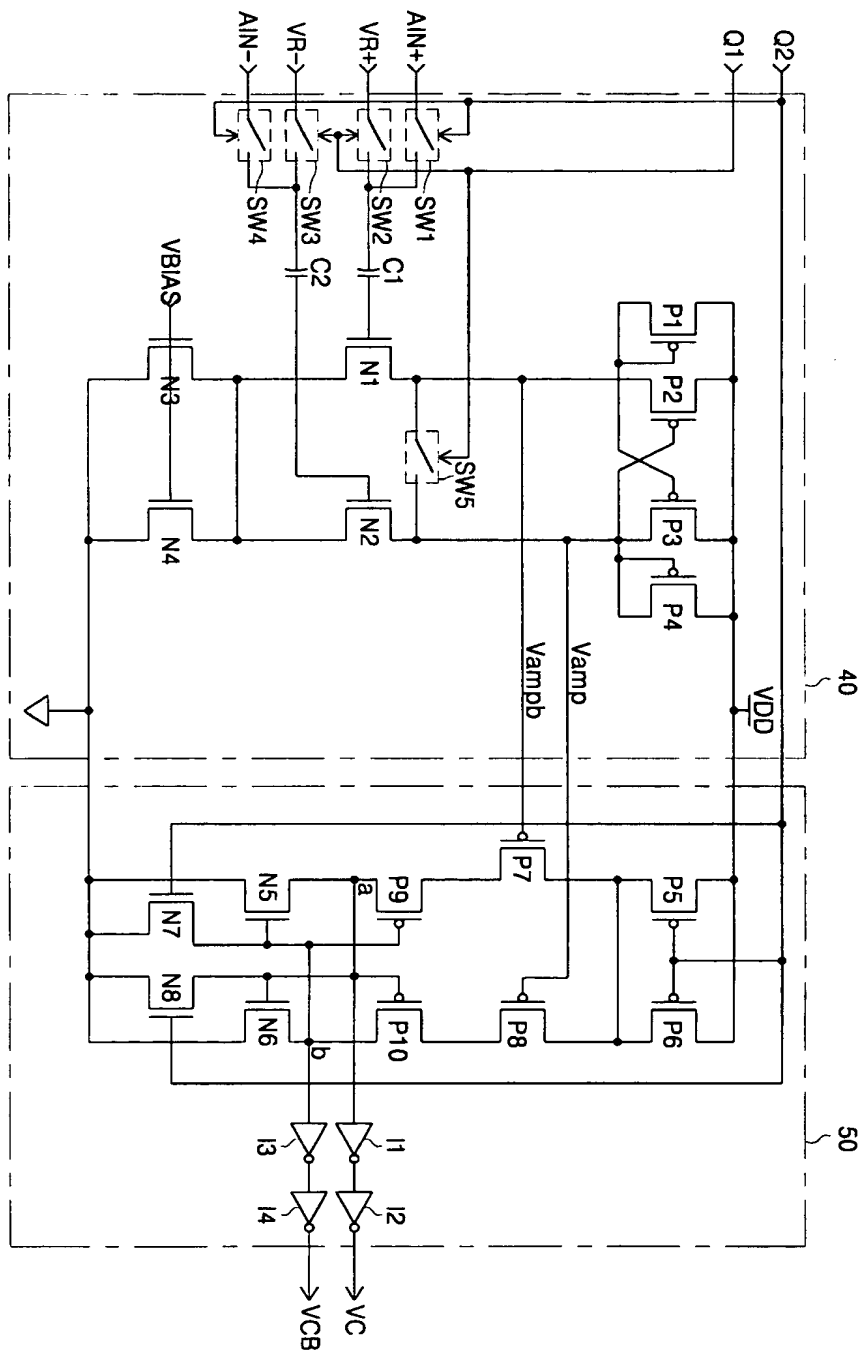 Q2
Q1
AIN+
VR+
VR-
AIN-
SW1
SW2
SW3
SW4
C1
C2
VBIAS
P1
P2
P3
P4
SW5
N1
N2
N3
N4
Vamp
Vampb
VDD
40
P5
P6
P7
P8
P9
P10
a
b
N5
N6
N7
N8
I1
I2
I3
I4
VC
VCB
50